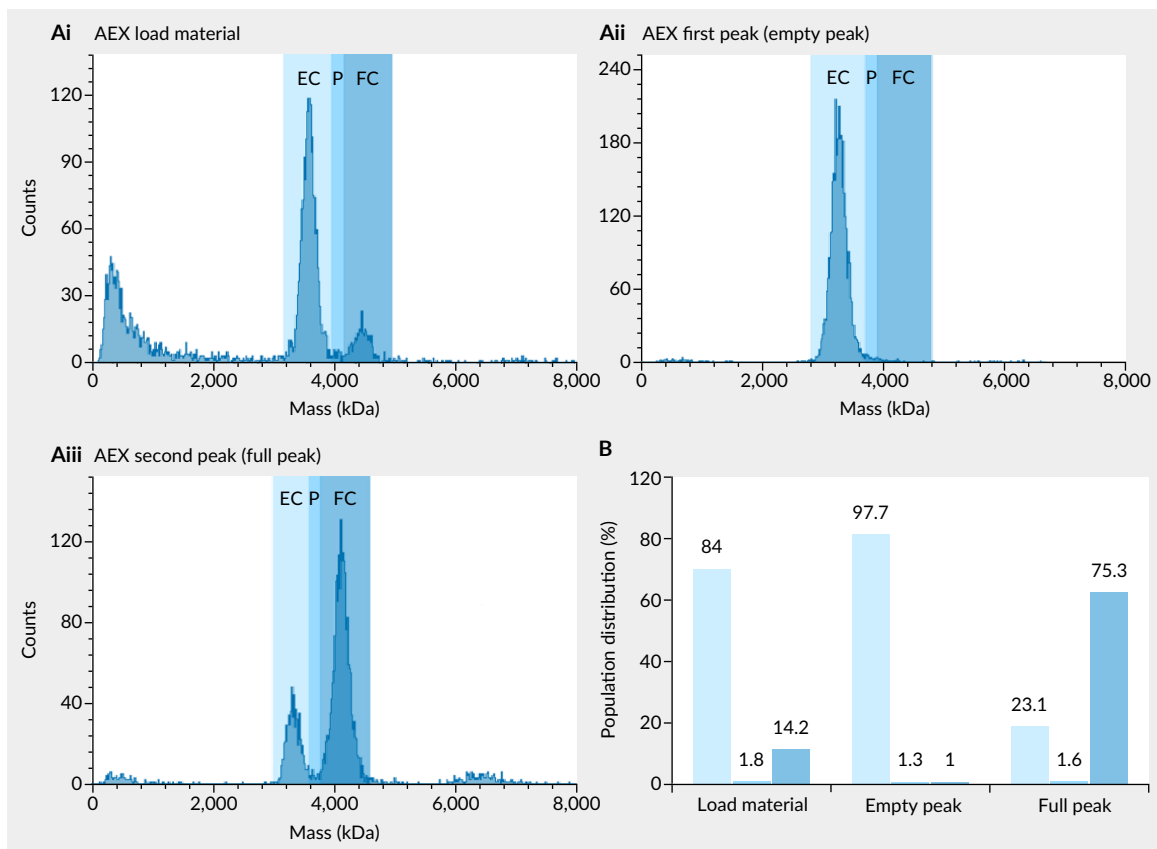 Ai AEX load material
EC P FC
120
90
60
30
0
Counts
0 2,000 4,000 6,000 8,000
Mass (kDa)
Aii AEX first peak (empty peak)
EC P FC
240
180
120
60
0
0 2,000 4,000 6,000 8,000
Mass (kDa)
Aiii AEX second peak (full peak)
EC P FC
120
80
40
0
Counts
0 2,000 4,000 6,000 8,000
Mass (kDa)
B
120
80
60
40
20
0
Population distribution (%)
84
1.8
14.2
97.7
1.3
1
23.1
1.6
75.3
Load material Empty peak Full peak